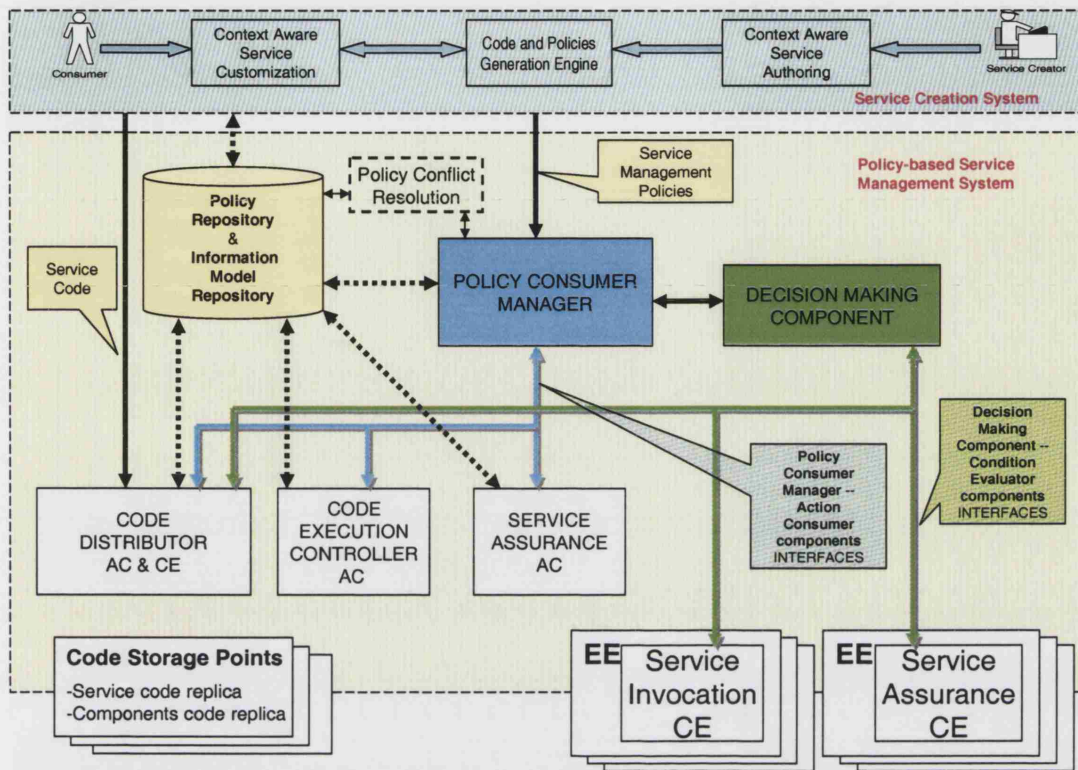 Consumer
Context Aware
Service
Customization
Code and Policies
Generation Engine
Context Aware
Service
Authoring
Service Creator
Service Creation System
Policy-based Service
Management System
Policy Conflict
Resolution
Service
Management
Policies
Policy
Repository
&
Information
Model
Repository
Service
Code
POLICY CONSUMER
MANAGER
DECISION MAKING
COMPONENT
Policy
Consumer
Manager --
Action
Consumer
components
INTERFACES
Decision
Making
Component --
Condition
Evaluator
components
INTERFACES
CODE
DISTRIBUTOR
AC & CE
CODE
EXECUTION
CONTROLLER
AC
SERVICE
ASSURANCE
AC
Code Storage Points
-Service code replica
-Components code replica
EE
Service
Invocation
CE
EE
Service
Assurance
CE